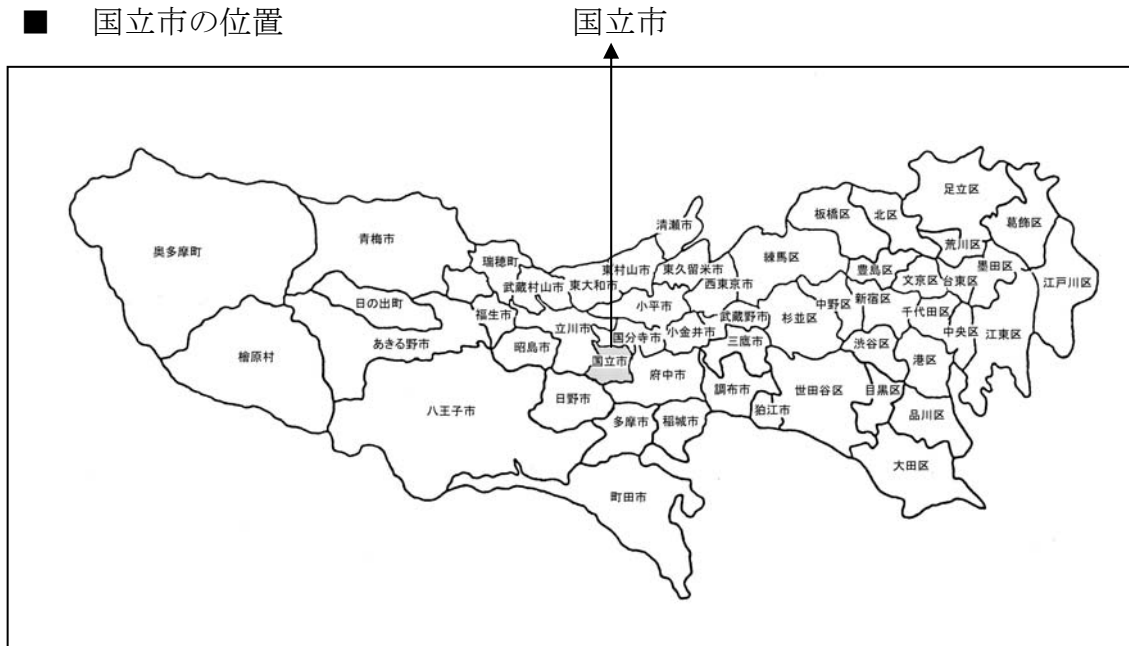 ■ 国立市の位置
国立市
足立区
葛飾区
板橋区
北区
清瀬市
荒川区
青梅市
奥多摩町
瑞穂町
東村山市
東久留米市
練馬区
豊島区
文京区
台東区
墨田区
江戸川区
武蔵村山市
東大和市
西東京市
日の出町
福生市
小平市
中野区
新宿区
千代田区
立川市
国分寺市
小金井市
武蔵野市
杉並区
中央区
江東区
あきる野市
昭島市
三鷹市
渋谷区
港区
檜原村
国立市
府中市
調布市
世田谷区
目黒区
八王子市
日野市
多摩市
稲城市
狛江市
品川区
大田区
町田市